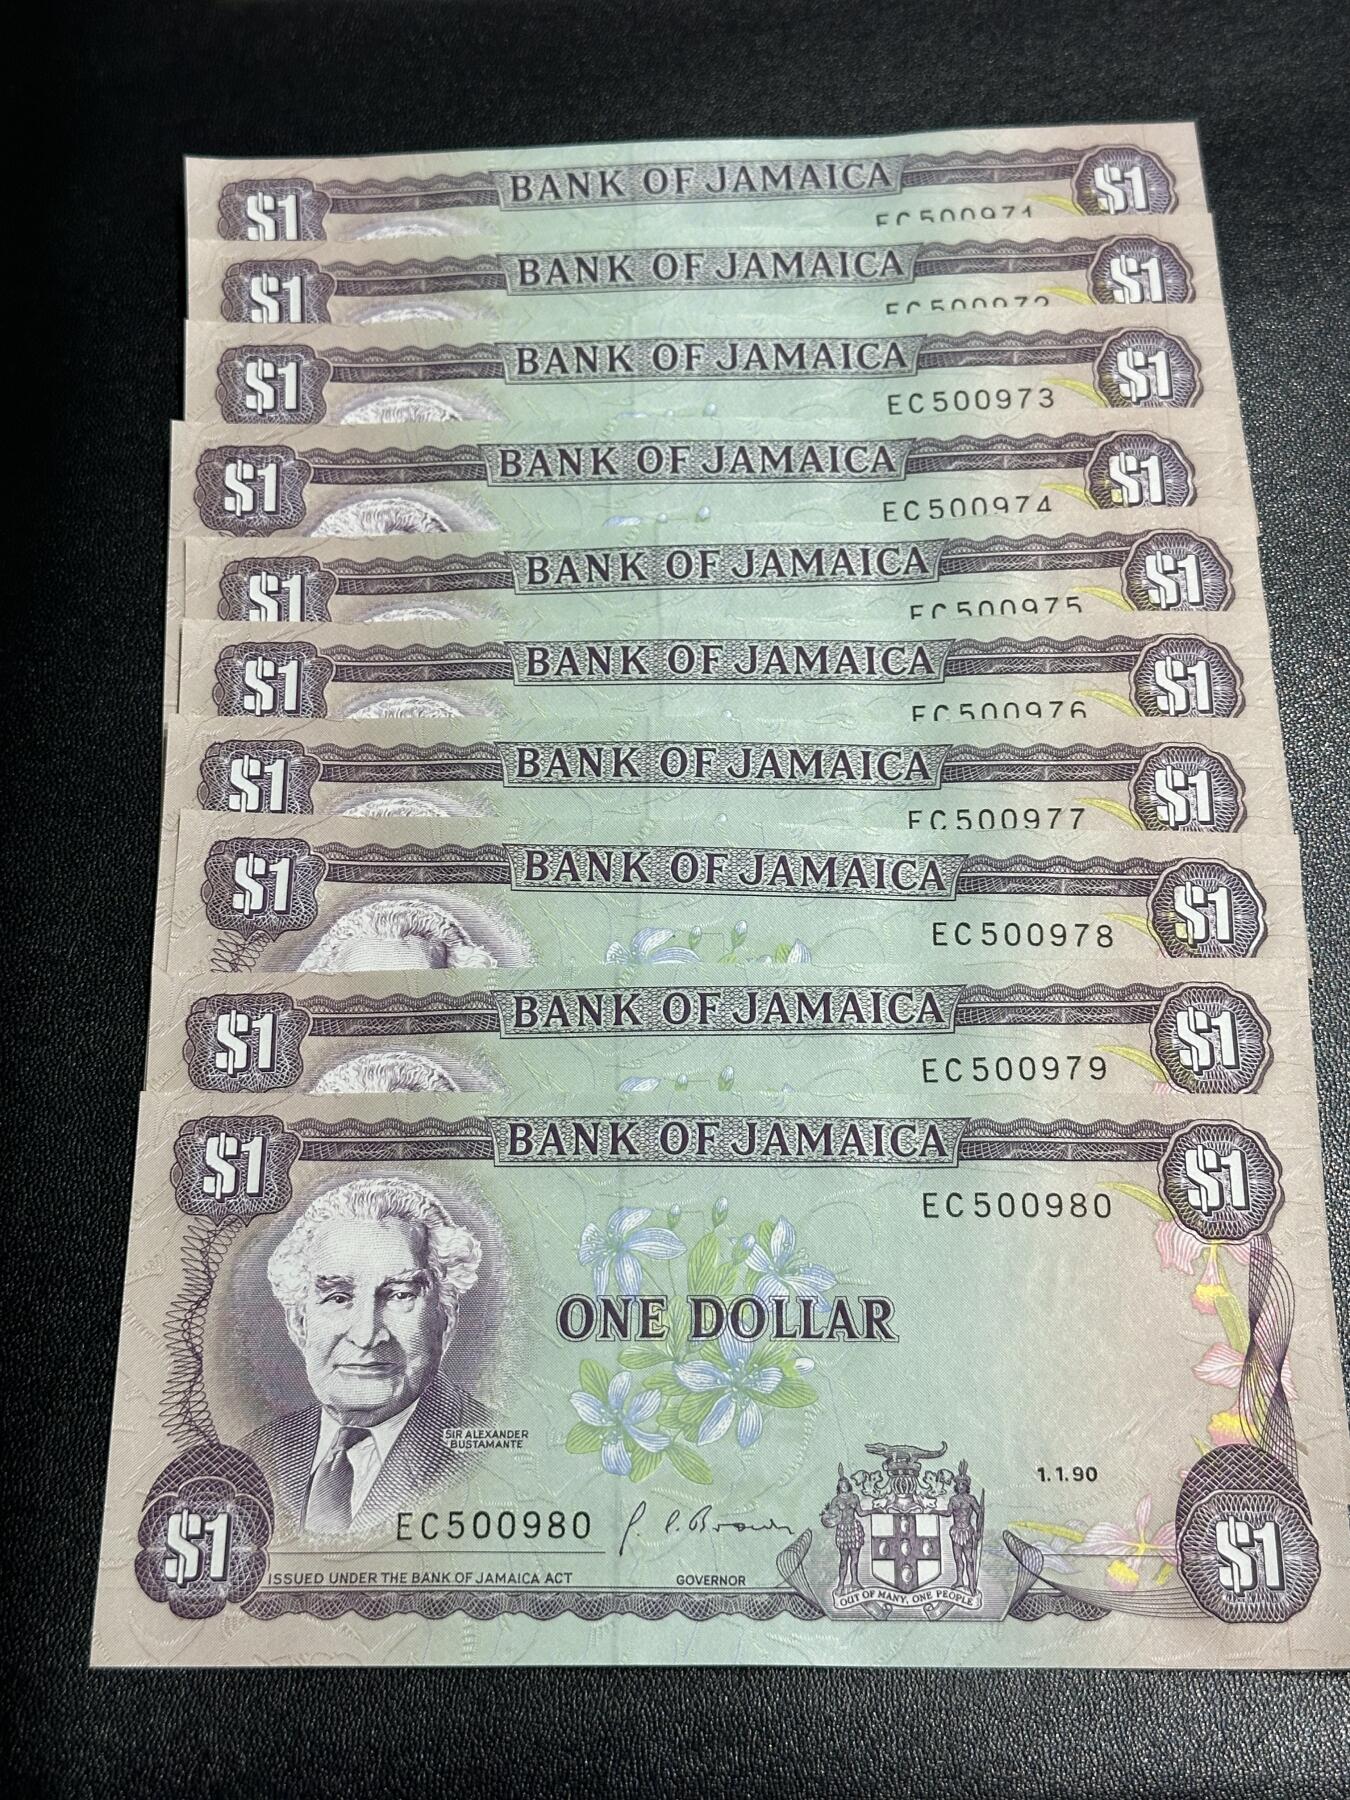 BANK OF JAMAICA
$1 $1
EC500971
BANK OF JAMAICA
$1 $1
EC500972
BANK OF JAMAICA
$1 $1
EC500973
BANK OF JAMAICA
$1 $1
EC500974
BANK OF JAMAICA
$1 $1
EC500975
BANK OF JAMAICA
$1 $1
EC500976
BANK OF JAMAICA
$1 $1
EC500977
BANK OF JAMAICA
$1 $1
EC500978
BANK OF JAMAICA
$1 $1
EC500979
BANK OF JAMAICA
$1 $1
EC500980
ONE DOLLAR
SIR ALEXANDER
BUSTAMANTE
1.1.90
EC500980 G. A. Brown
$1 $1
ISSUED UNDER THE BANK OF JAMAICA ACT GOVERNOR
OUT OF MANY, ONE PEOPLE